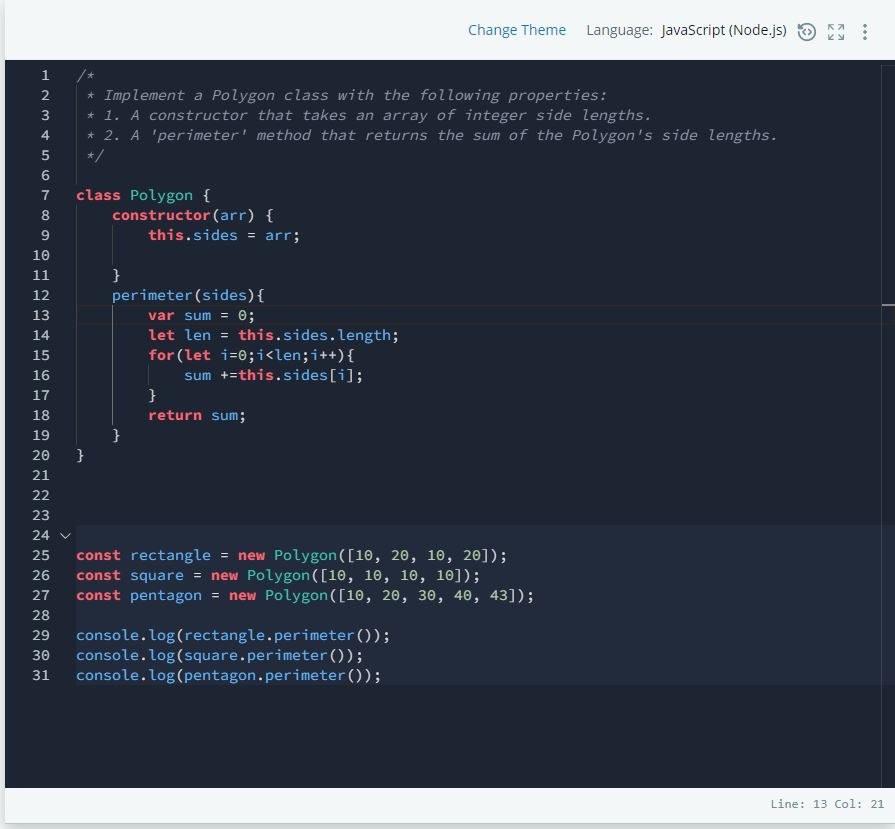 Change Theme Language: JavaScript (Node.js)
1 /*
2 * Implement a Polygon class with the following properties:
3 * 1. A constructor that takes an array of integer side lengths.
4 * 2. A 'perimeter' method that returns the sum of the Polygon's side lengths.
5 */
6
7 class Polygon {
8 constructor(arr) {
9 this.sides = arr;
10
11 }
12 perimeter(sides){
13 var sum = 0;
14 let len = this.sides.length;
15 for(let i=0;i<len;i++){
16 sum +=this.sides[i];
17 }
18 return sum;
19 }
20 }
21
22
23
24
25 const rectangle = new Polygon([10, 20, 10, 20]);
26 const square = new Polygon([10, 10, 10, 10]);
27 const pentagon = new Polygon([10, 20, 30, 40, 43]);
28
29 console.log(rectangle.perimeter());
30 console.log(square.perimeter());
31 console.log(pentagon.perimeter());
Line: 13 Col: 21